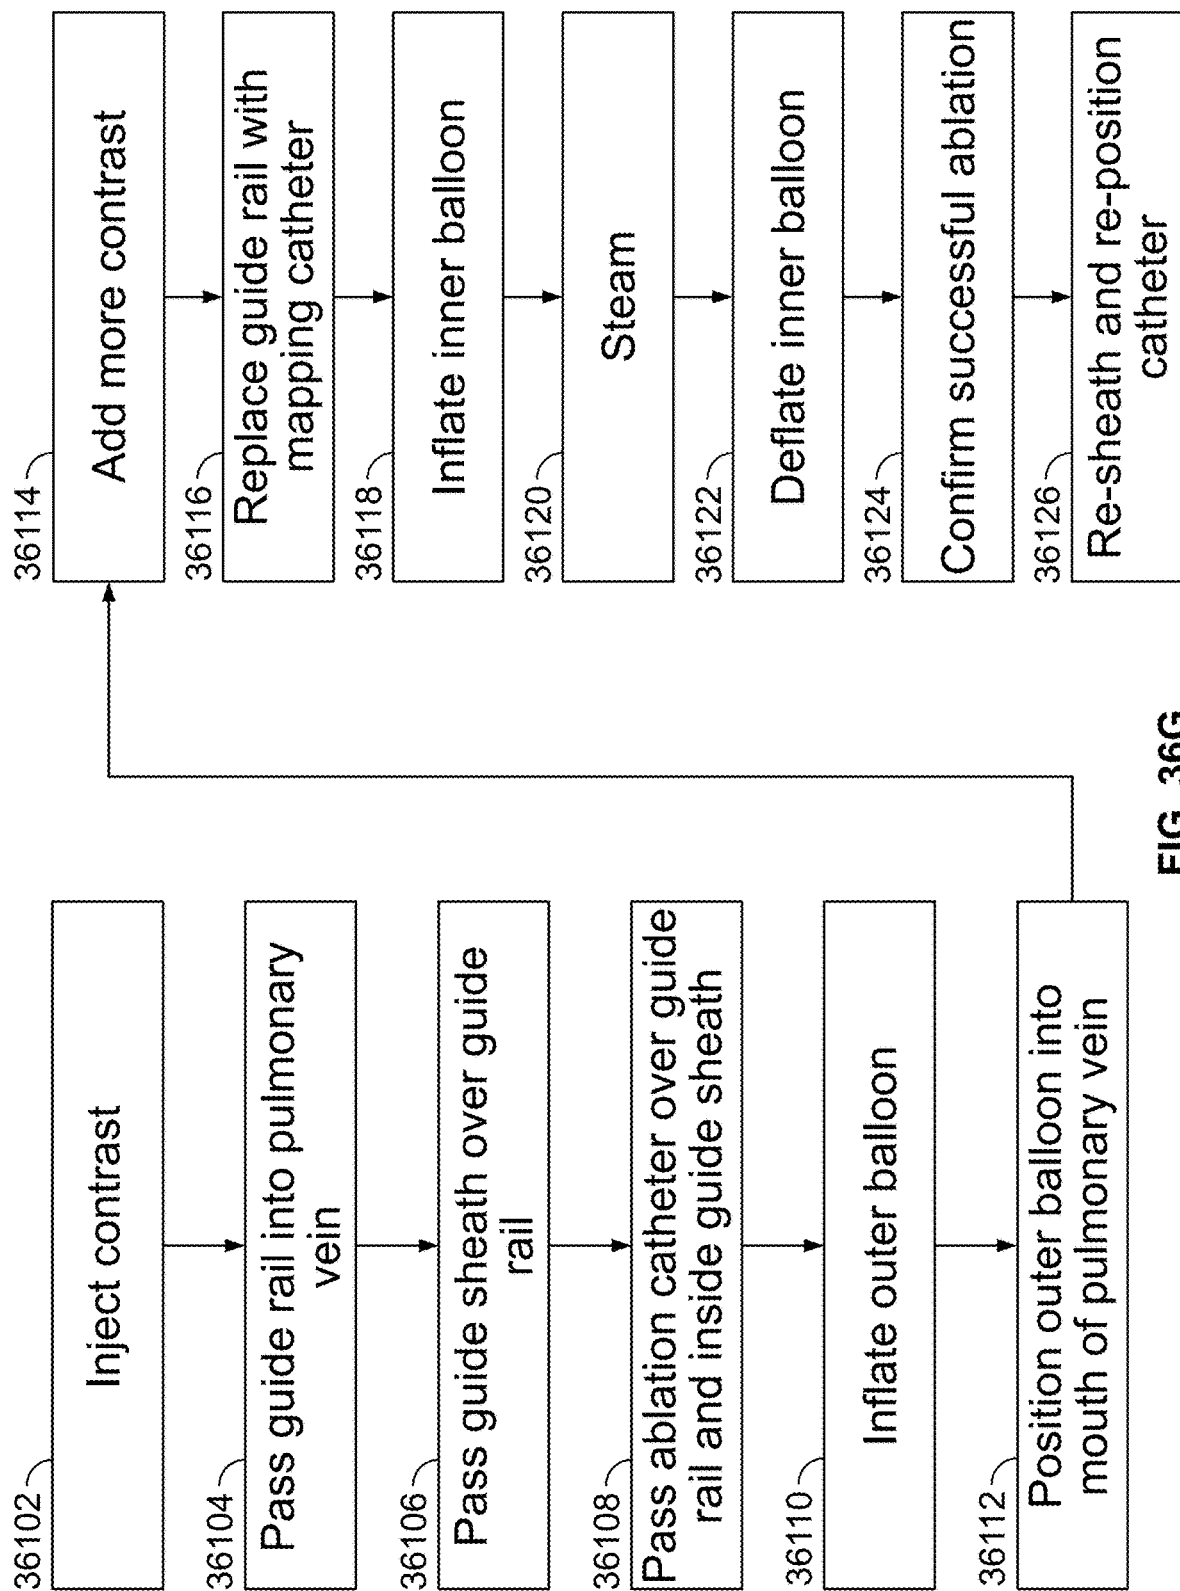 36102
Inject contrast
36104
Pass guide rail into pulmonary
vein
36106
Pass guide sheath over guide
rail
36108
Pass ablation catheter over guide
rail and inside guide sheath
36110
Inflate outer balloon
36112
Position outer balloon into
mouth of pulmonary vein
36114
Add more contrast
36116
Replace guide rail with
mapping catheter
36118
Inflate inner balloon
36120
Steam
36122
Deflate inner balloon
36124
Confirm successful ablation
36126
Re-sheath and re-position
catheter
FIG. 36G